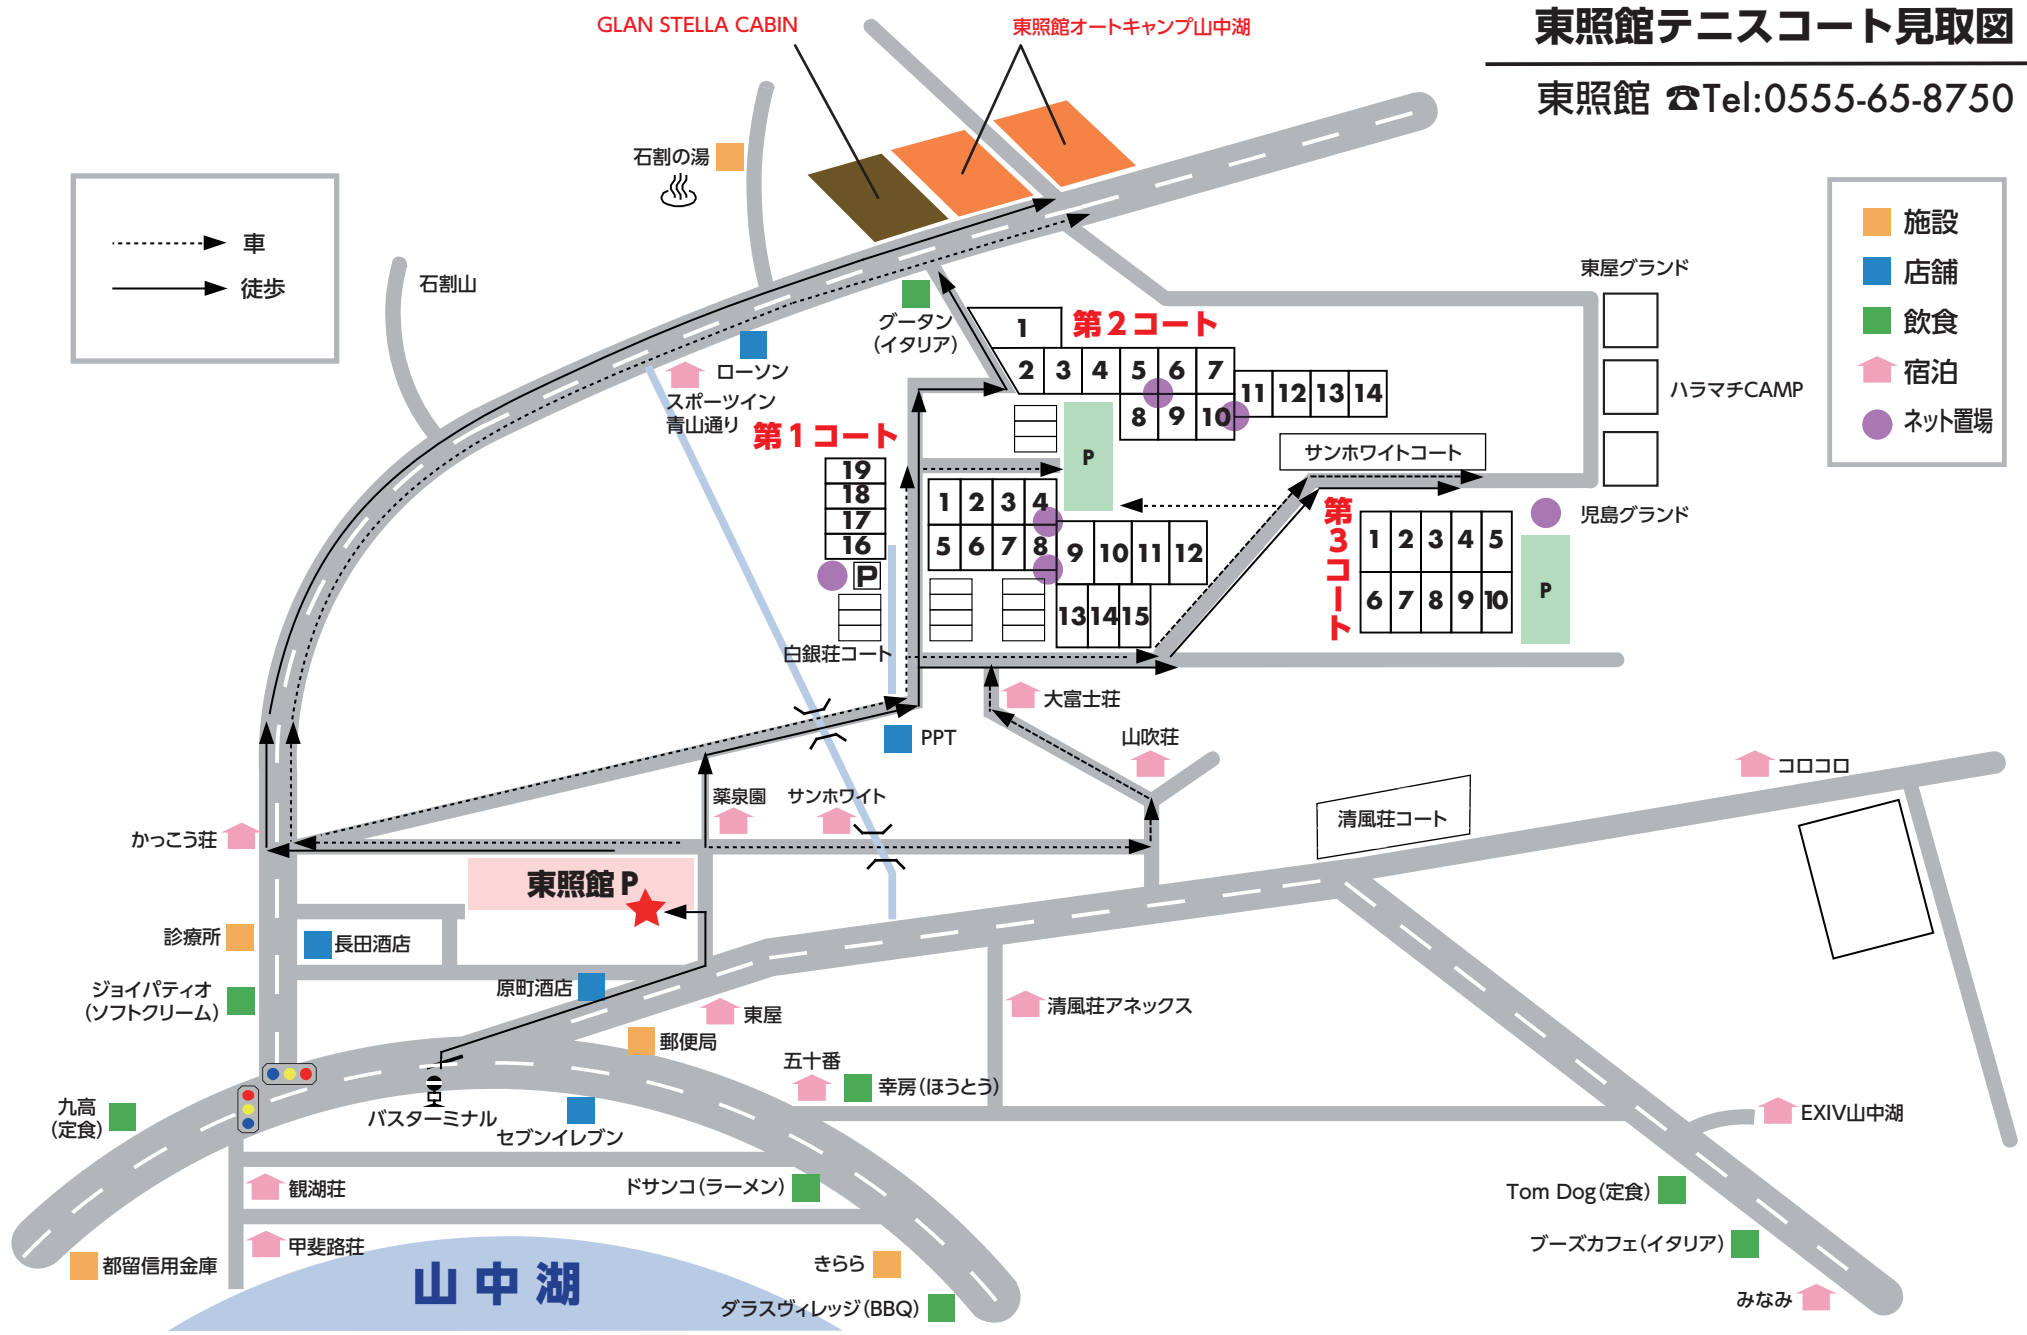 東照館テニスコート見取図
東照館 ☎Tel:0555-65-8750
GLAN STELLA CABIN
東照館オートキャンプ山中湖
石割の湯
車
徒歩
石割山
施設
店舗
飲食
宿泊
ネット置場
東屋グランド
ハラマチCAMP
児島グランド
グータン
(イタリア)
ローソン
スポーツイン
青山通り
第2コート
1
2 3 4 5 6 7
11 12 13 14
8 9 10
P
サンホワイトコート
第1コート
19
18
17
16
P
1 2 3 4
5 6 7 8
9 10 11 12
13 14 15
白銀荘コート
第3コート
1 2 3 4 5
6 7 8 9 10
P
大富士荘
PPT
山吹荘
コロコロ
薬泉園
サンホワイト
清風荘コート
かっこう荘
東照館 P
診療所
長田酒店
ジョイパティオ
(ソフトクリーム)
原町酒店
東屋
清風荘アネックス
郵便局
五十番
幸房(ほうとう)
九高
(定食)
バスターミナル
セブンイレブン
EXIV山中湖
観湖荘
ドサンコ(ラーメン)
Tom Dog(定食)
甲斐路荘
都留信用金庫
山中湖
きらら
ブーズカフェ(イタリア)
ダラスヴィレッジ(BBQ)
みなみ